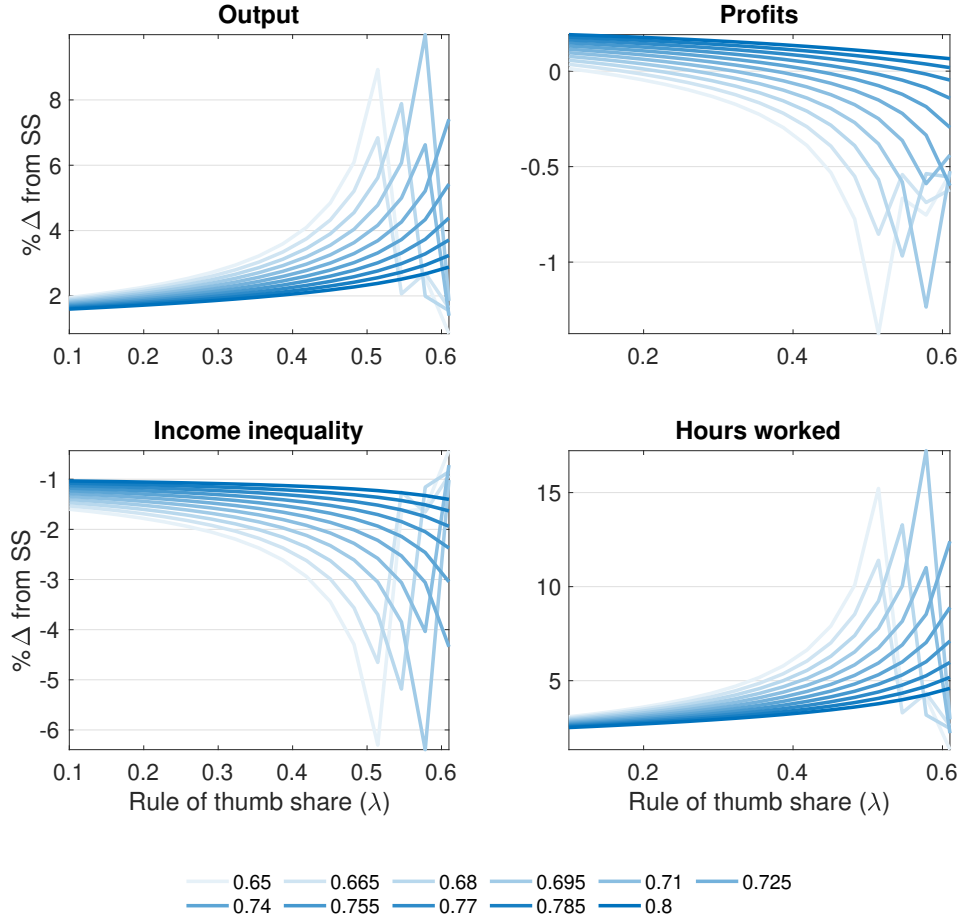 Output
Profits
% Δ from SS
8
6
4
2
0.1 0.2 0.3 0.4 0.5 0.6
0
-0.5
-1
0.2 0.4 0.6
Income inequality
Hours worked
% Δ from SS
-1
-2
-3
-4
-5
-6
0.1 0.2 0.3 0.4 0.5 0.6
Rule of thumb share (λ)
15
10
5
0.2 0.4 0.6
Rule of thumb share (λ)
0.65 0.665 0.68 0.695 0.71 0.725
0.74 0.755 0.77 0.785 0.8